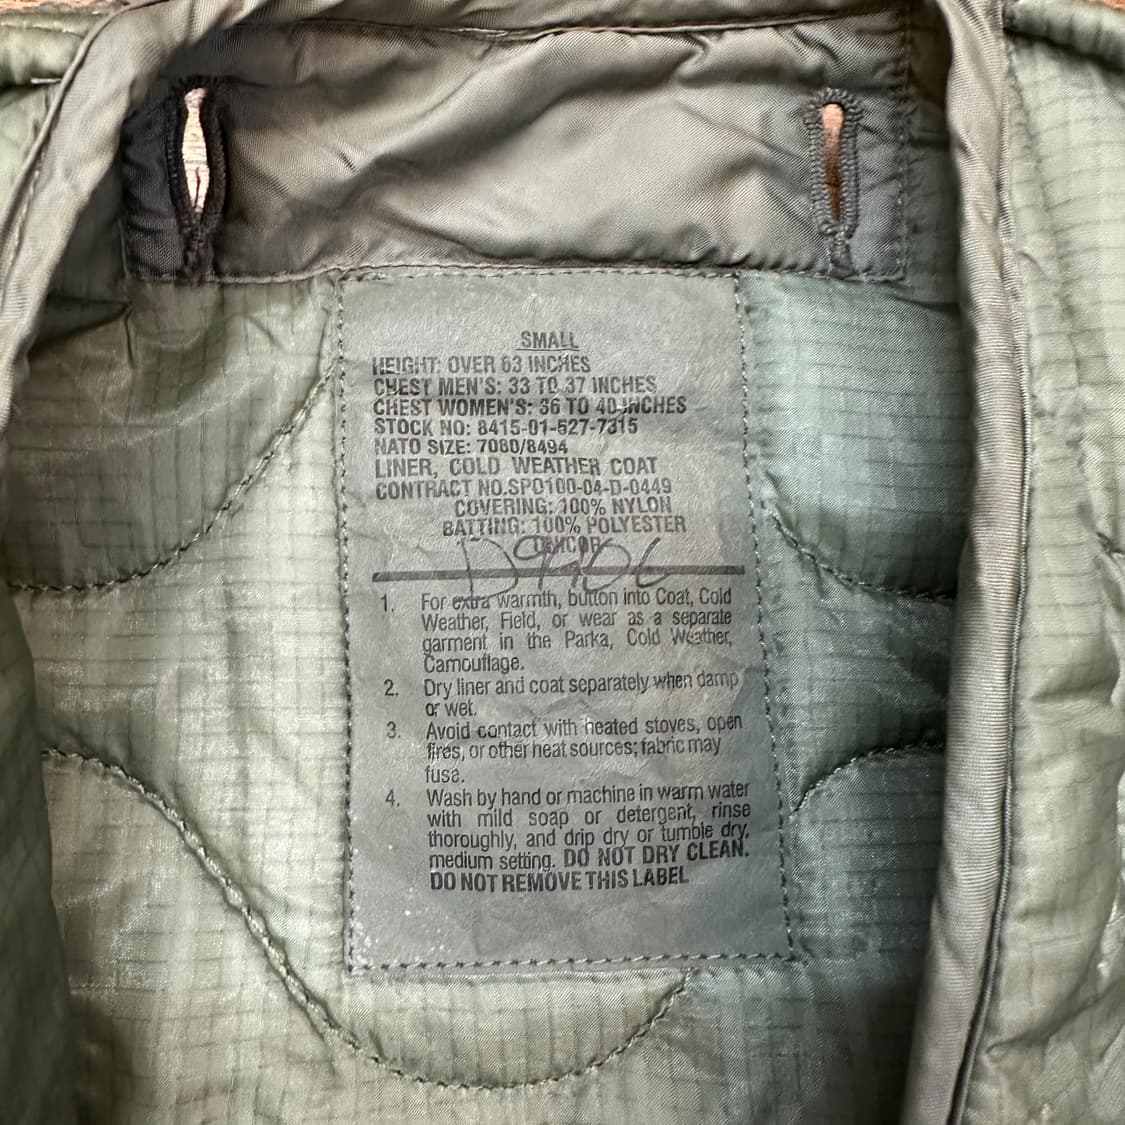 SMALL
HEIGHT: OVER 63 INCHES
CHEST MEN'S: 33 TO 37 INCHES
CHEST WOMEN'S: 36 TO 40 INCHES
STOCK NO: 8415-01-527-7315
NATO SIZE: 7080/8494
LINER, COLD WEATHER COAT
CONTRACT NO.SPO100-04-D-0449
COVERING: 100% NYLON
BATTING: 100% POLYESTER
1. For extra warmth, button into Coat, Cold
Weather, Field, or wear as a separate
garment in the Parka, Cold Weather,
Camouflage.
2. Dry liner and coat separately when damp
or wet.
3. Avoid contact with heated stoves, open
fires, or other heat sources; fabric may
fuse.
4. Wash by hand or machine in warm water
with mild soap or detergent, rinse
thoroughly, and drip dry or tumble dry,
medium setting. DO NOT DRY CLEAN.
DO NOT REMOVE THIS LABEL